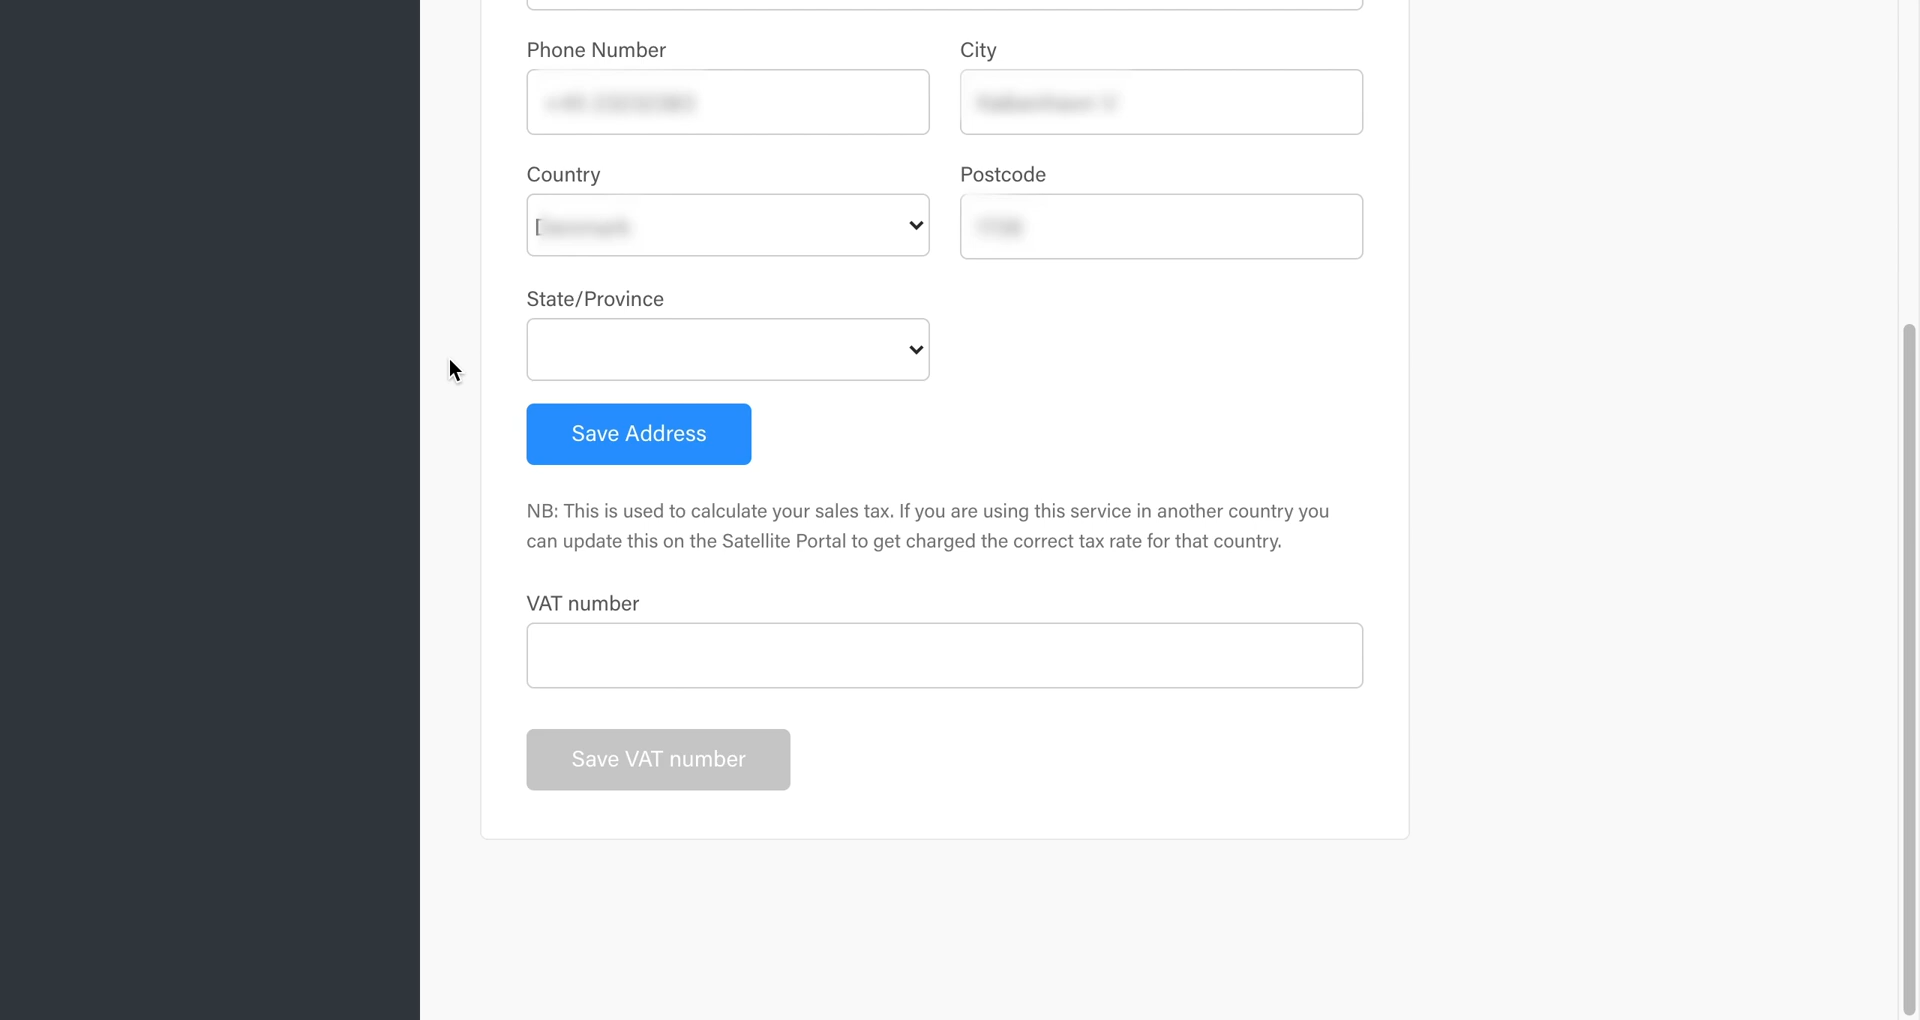 Phone Number
City
Country
Postcode
State/Province
Save Address
NB: This is used to calculate your sales tax. If you are using this service in another country you
can update this on the Satellite Portal to get charged the correct tax rate for that country.
VAT number
Save VAT number